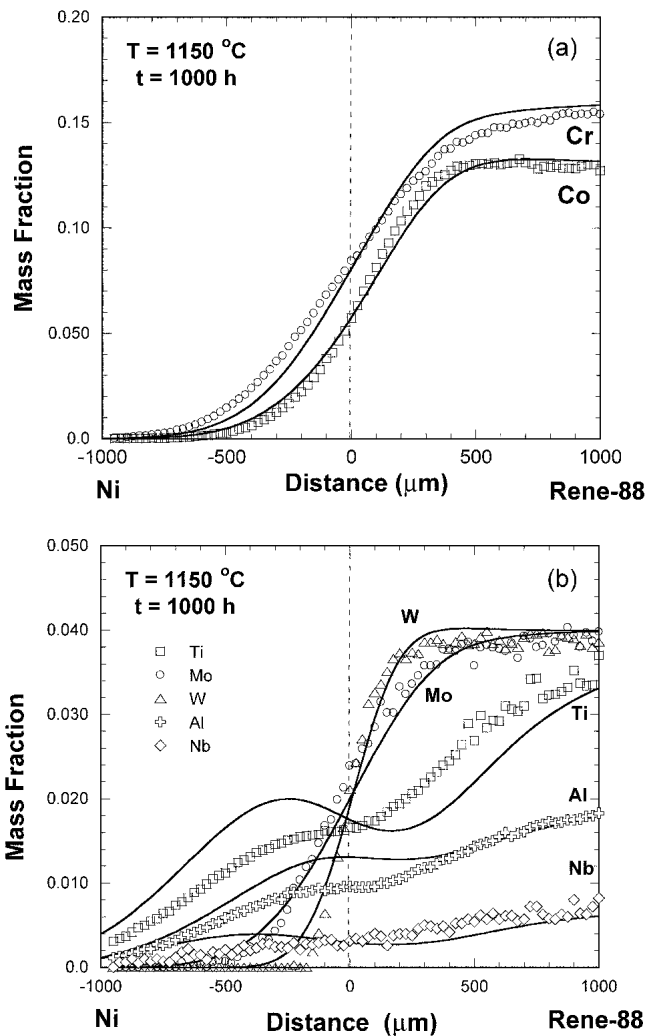 (a)
T = 1150 °C
t = 1000 h
0.20
0.15
0.10
0.050
0.0
Mass Fraction
Cr
Co
-1000 -500 0 500 1000
Ni Distance (μm) Rene-88
(b)
T = 1150 °C
t = 1000 h
Ti
Mo
W
Al
Nb
0.050
0.040
0.030
0.020
0.010
0.0
Mass Fraction
W
Mo
Ti
Al
Nb
-1000 -500 0 500 1000
Ni Distance (μm) Rene-88